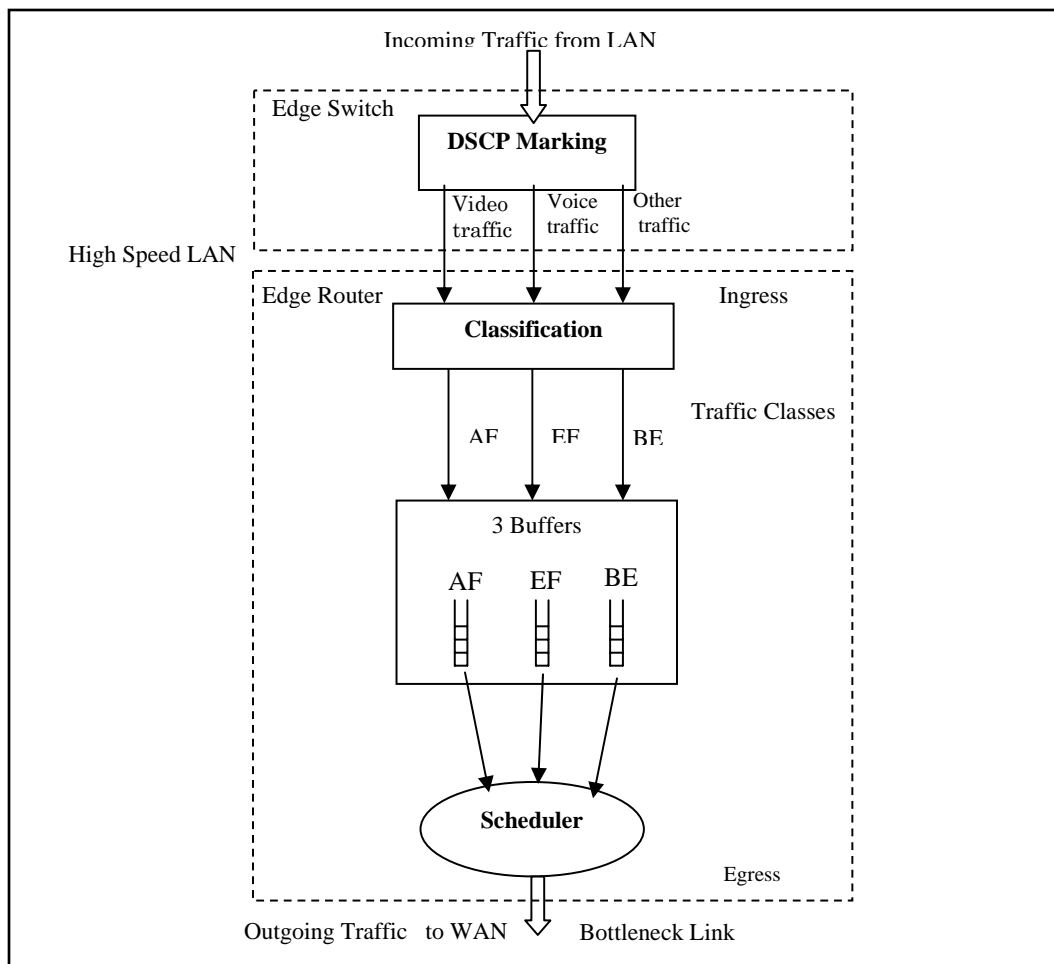 Incoming Traffic from LAN
Edge Switch
DSCP Marking
Video
traffic
Voice
traffic
Other
traffic
High Speed LAN
Edge Router
Ingress
Classification
Traffic Classes
AF
EF
BE
3 Buffers
AF
EF
BE
Scheduler
Egress
Outgoing Traffic to WAN
Bottleneck Link